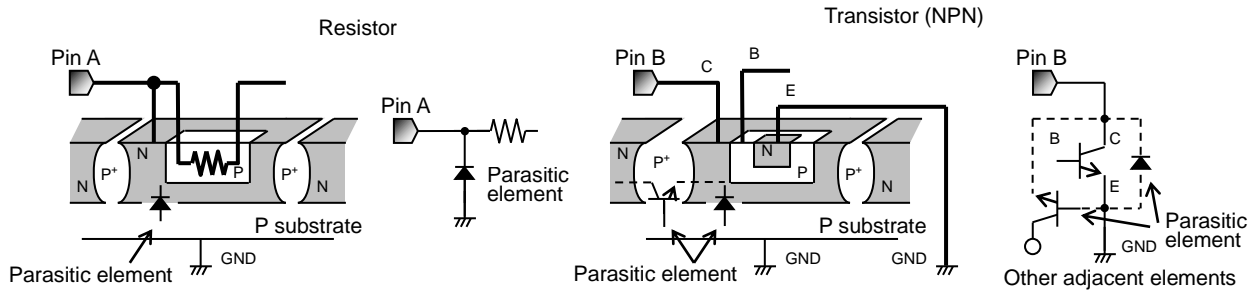 Resistor
Pin A
N
N
P+
P
P+
N
P substrate
GND
Parasitic element
Pin A
Parasitic
element
Transistor (NPN)
Pin B
C
B
E
N
P+
N
P
P+
N
P substrate
GND
GND
Parasitic element
Pin B
B
C
E
Parasitic
element
GND
Other adjacent elements